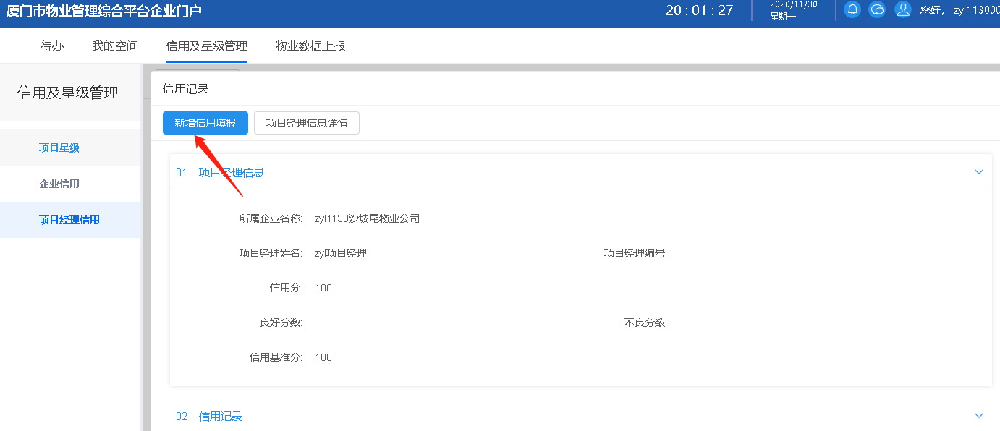 厦门市物业管理综合平台企业门户
20 : 01 : 27
2020/11/30
星期一
您好， zyl113000
待办 我的空间 信用及星级管理 物业数据上报
信用及星级管理
项目星级
企业信用
项目经理信用
信用记录
新增信用填报 项目经理信息详情
01 项目经理信息
所属企业名称: zyl1130沙坡尾物业公司
项目经理姓名: zyl项目经理 项目经理编号:
信用分: 100
良好分数: 不良分数:
信用基准分: 100
02 信用记录